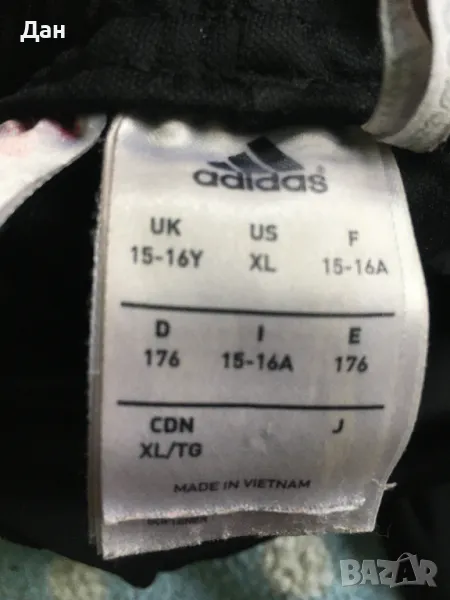 Дан
adidas
UK US F
15-16Y XL 15-16A
D I E
176 15-16A 176
CDN J
XL/TG
MADE IN VIETNAM
BAZAR